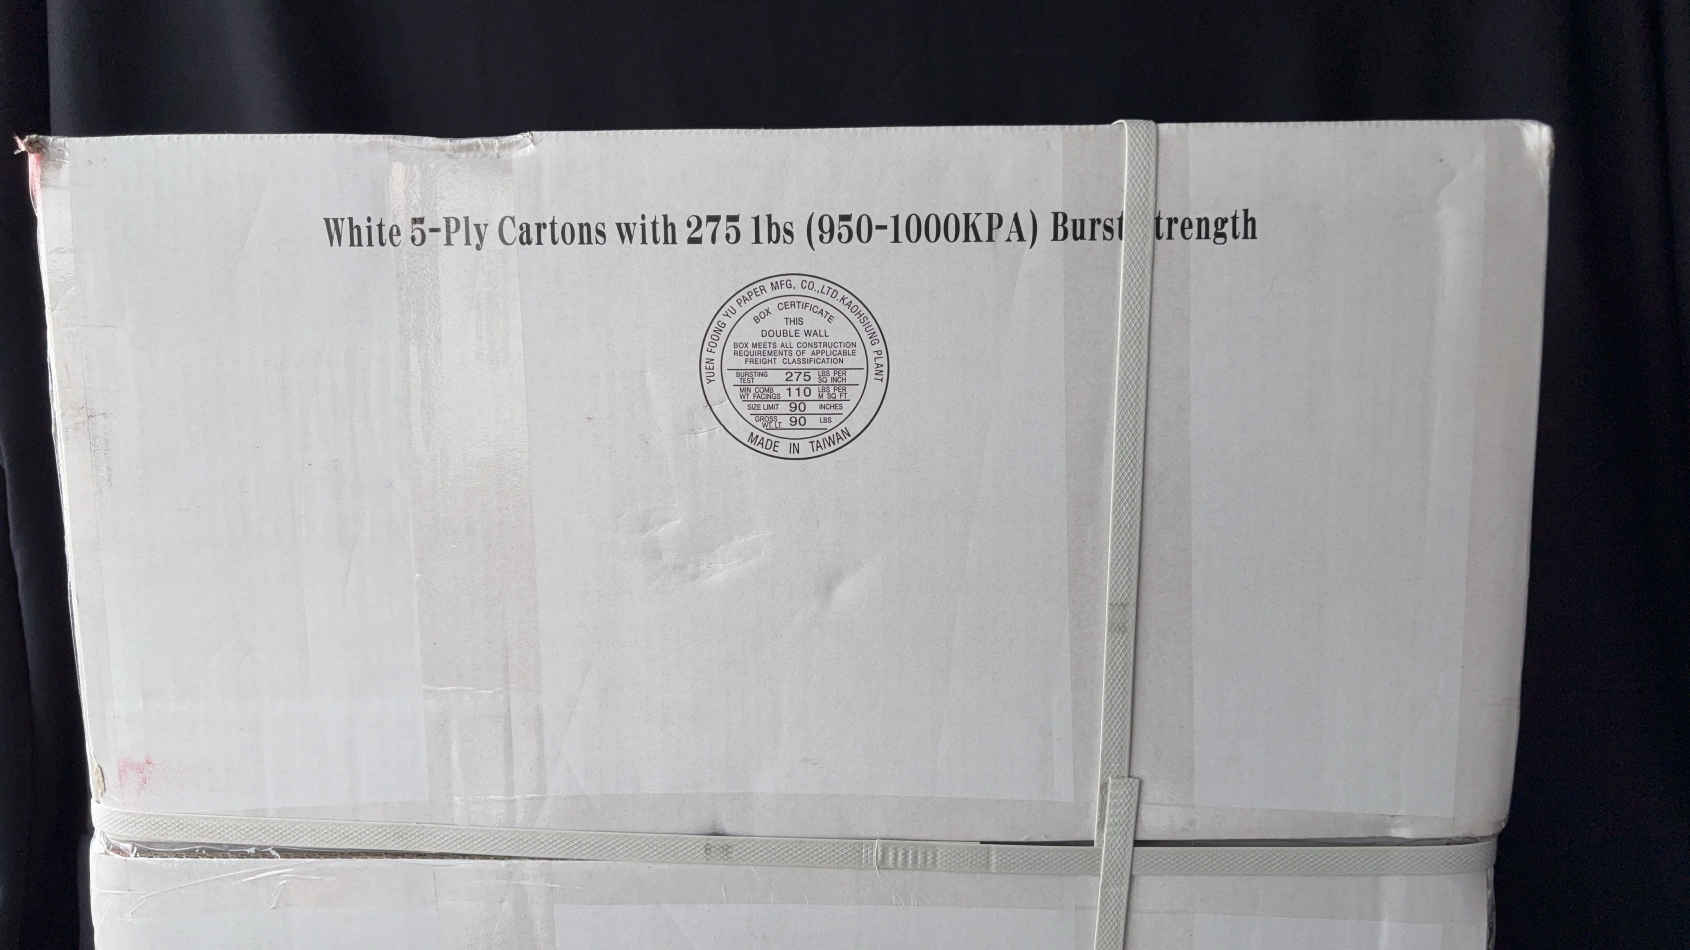 White 5-Ply Cartons with 275 lbs (950-1000KPA) Burst trength
YUEN FOONG YU PAPER MFG, CO.,LTD.KAOHSIUNG PLANT
BOX CERTIFICATE
THIS
DOUBLE WALL
BOX MEETS ALL CONSTRUCTION
REQUIREMENTS OF APPLICABLE
FREIGHT CLASSIFICATION
BURSTING TEST 275 LBS PER SQ INCH
MIN COMB WT FACINGS 110 LBS PER M SQ FT
SIZE LIMIT 90 INCHES
GROSS WT LT 90 LBS
MADE IN TAIWAN